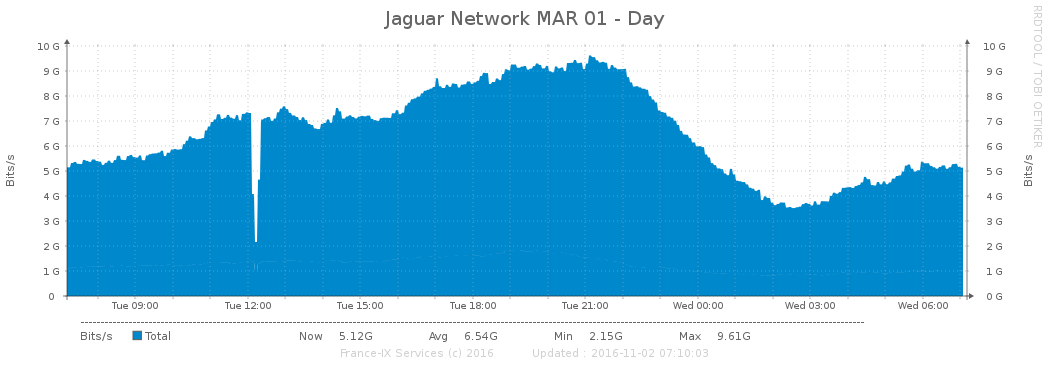 Jaguar Network MAR 01 - Day
RRDTOOL / TOBI OETIKER
Bits/s
10 G
9 G
8 G
7 G
6 G
5 G
4 G
3 G
2 G
1 G
0
10 G
9 G
8 G
7 G
6 G
5 G
4 G
3 G
2 G
1 G
0 G
Bits/s
Tue 09:00 Tue 12:00 Tue 15:00 Tue 18:00 Tue 21:00 Wed 00:00 Wed 03:00 Wed 06:00
Bits/s Total Now 5.12G Avg 6.54G Min 2.15G Max 9.61G
France-IX Services (c) 2016 Updated : 2016-11-02 07:10:03